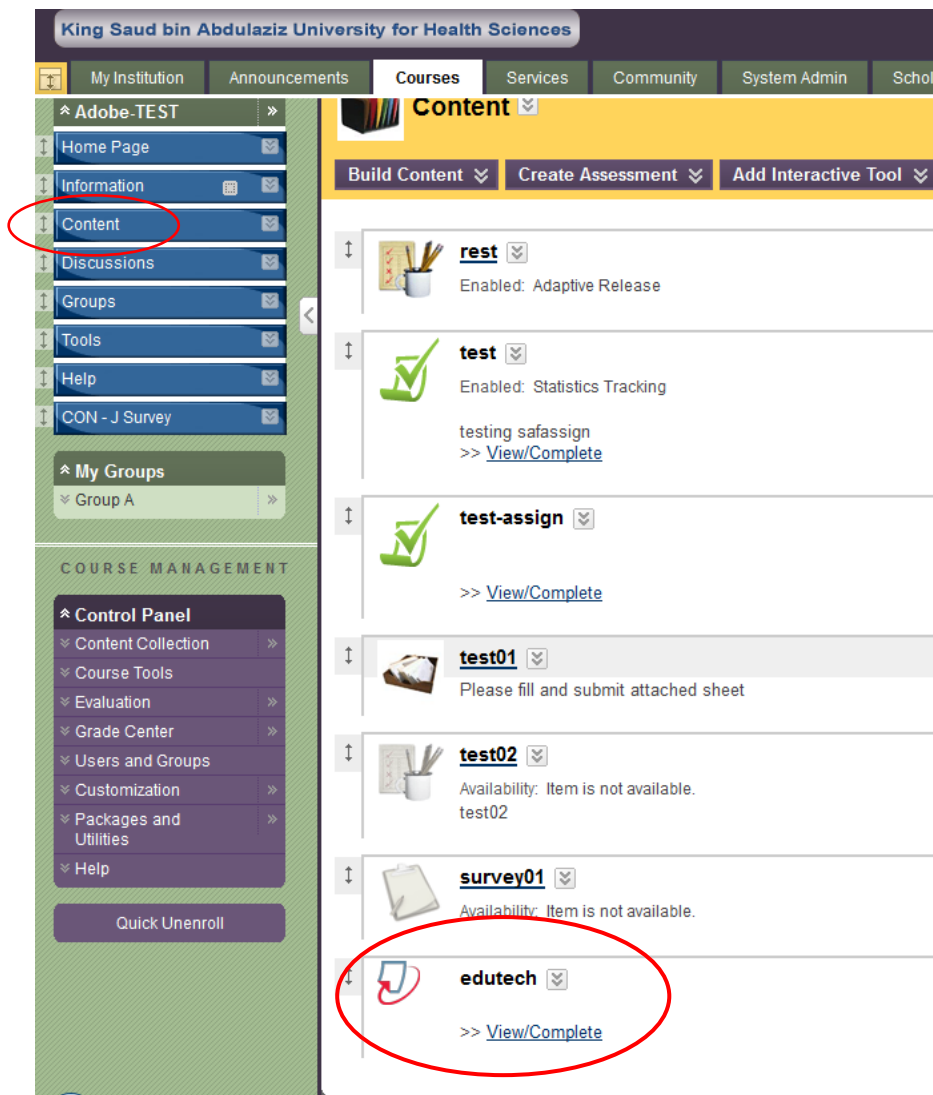 King Saud bin Abdulaziz University for Health Sciences
My Institution Announcements Courses Services Community System Admin Schol
Adobe-TEST
Home Page
Information
Content
Discussions
Groups
Tools
Help
CON - J Survey
My Groups
Group A
COURSE MANAGEMENT
Control Panel
Content Collection
Course Tools
Evaluation
Grade Center
Users and Groups
Customization
Packages and
Utilities
Help
Quick Unenroll
Content
Build Content Create Assessment Add Interactive Tool
rest
Enabled: Adaptive Release
test
Enabled: Statistics Tracking
testing safassign
>> View/Complete
test-assign
>> View/Complete
test01
Please fill and submit attached sheet
test02
Availability: Item is not available.
test02
survey01
Availability: Item is not available.
edutech
>> View/Complete